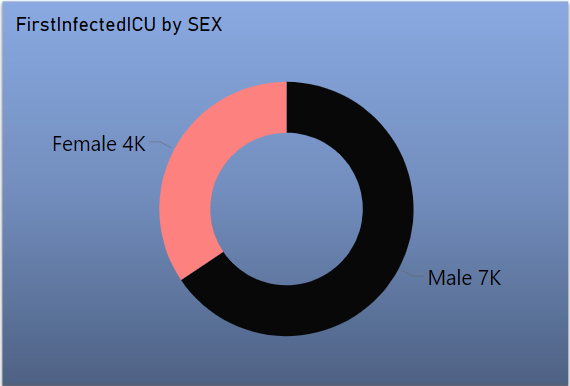 FirstInfectedICU by SEX
Female 4K
Male 7K